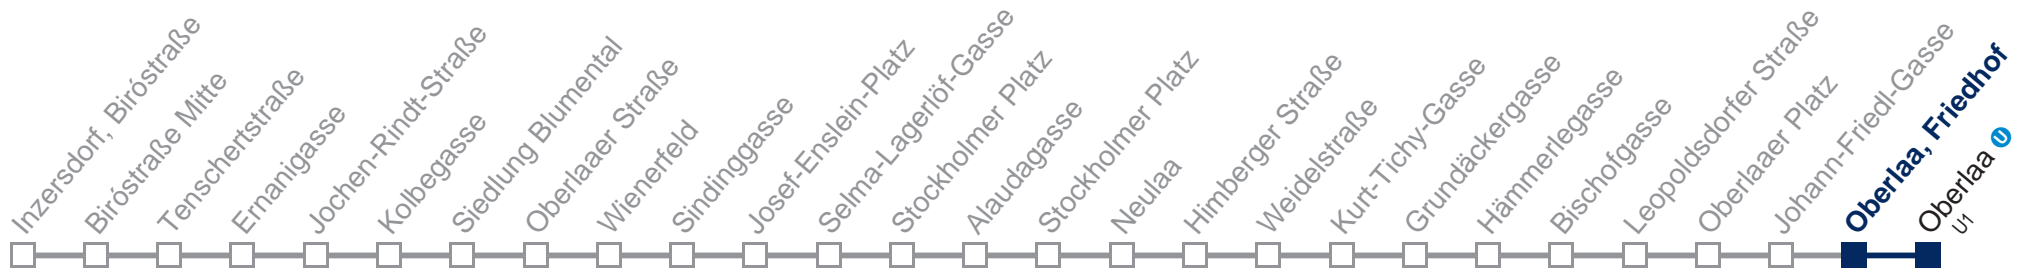 Inzersdorf, Biróstraße
Biróstraße Mitte
Tenschertstraße
Ernanigasse
Jochen-Rindt-Straße
Kolbegasse
Siedlung Blumental
Oberlaaer Straße
Wienerfeld
Sindinggasse
Josef-Enslein-Platz
Selma-Lagerlöf-Gasse
Stockholmer Platz
Alaudagasse
Stockholmer Platz
Neulaa
Himberger Straße
Weidelstraße
Kurt-Tichy-Gasse
Grundäckergasse
Hämmerlegasse
Bischofgasse
Leopoldsdorfer Straße
Oberlaaer Platz
Johann-Friedl-Gasse
Oberlaa, Friedhof
Oberlaa U
U1